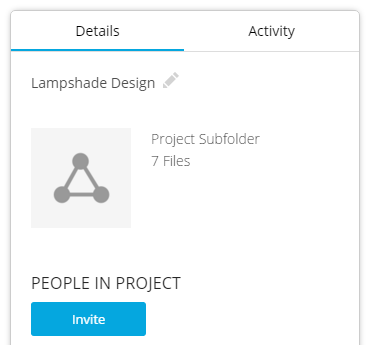 Details Activity
Lampshade Design
Project Subfolder
7 Files
PEOPLE IN PROJECT
Invite